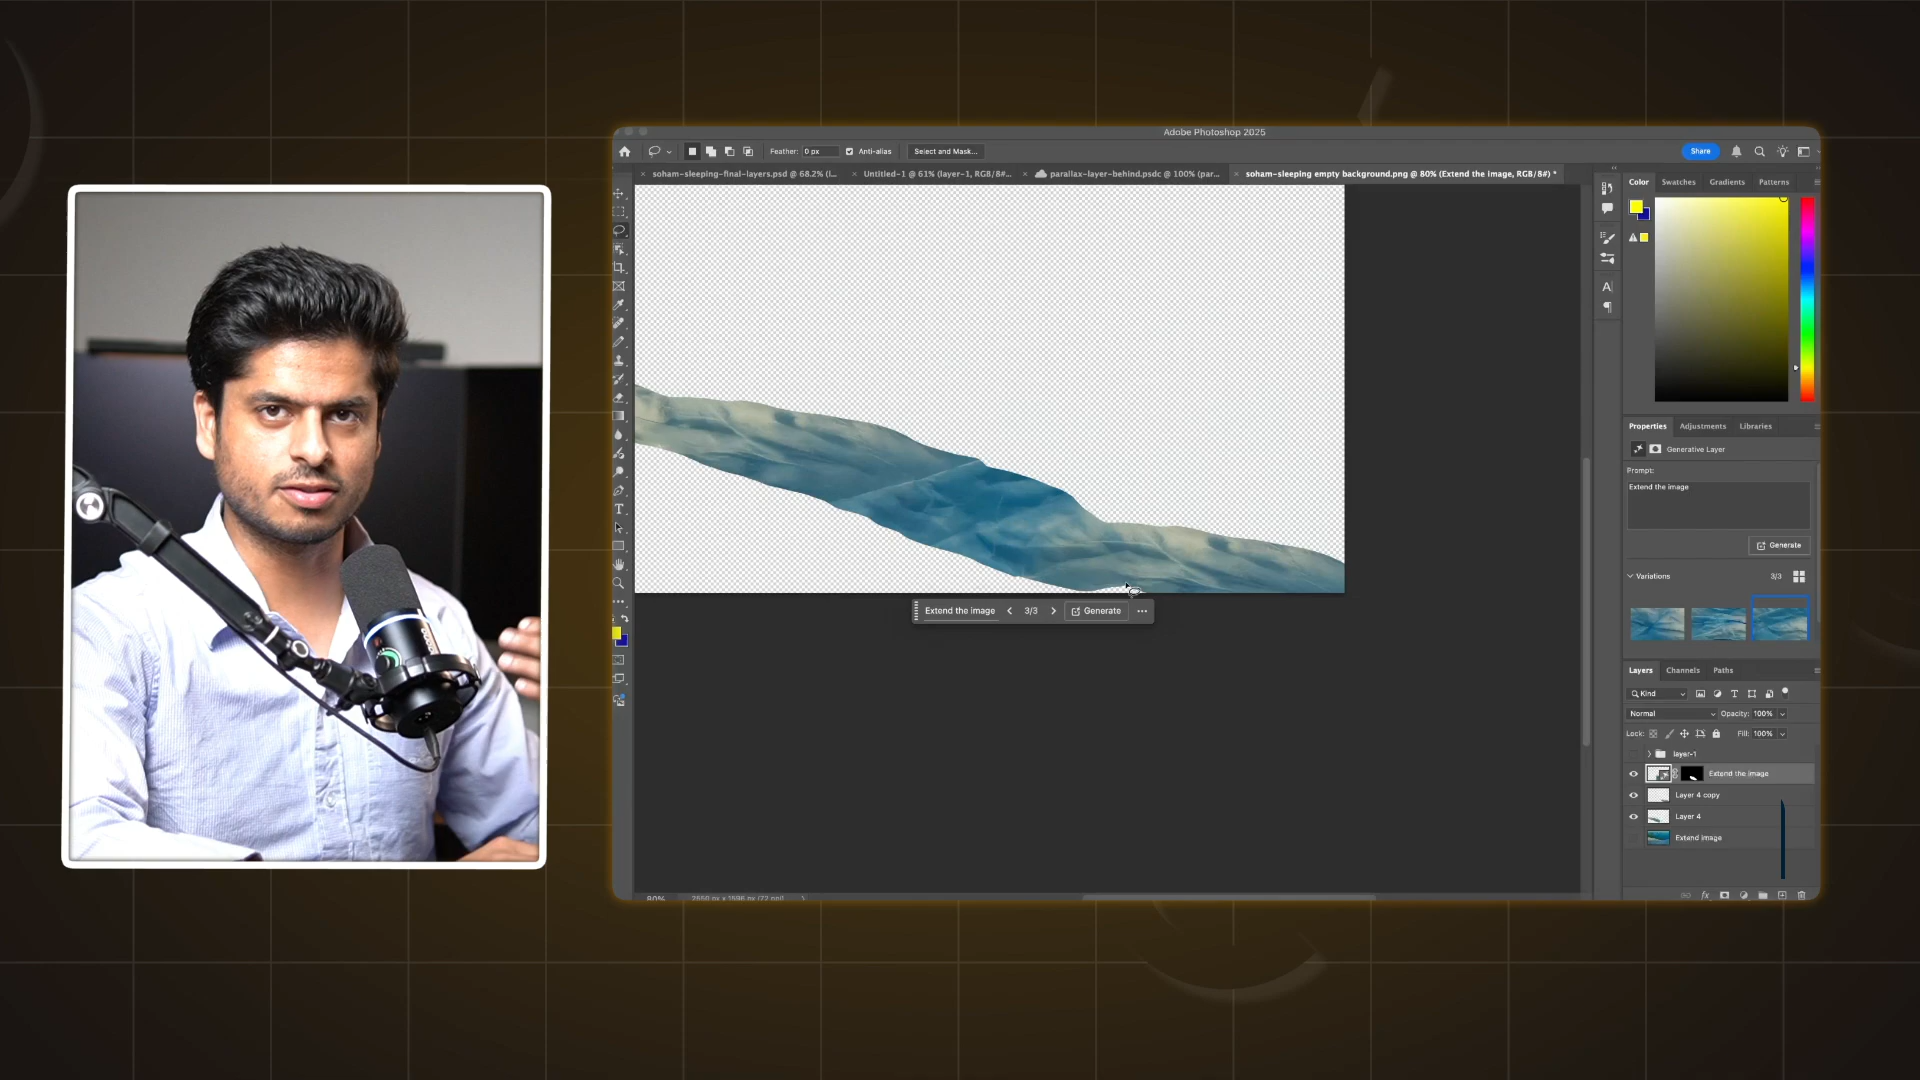 Adobe Photoshop 2025
Feather: 0 px Anti-alias Select and Mask... Share
soham-sleeping-final-layers.psd @ 68.2% (l... Untitled-1 @ 61% (layer-1, RGB/8#... parallax-layer-behind.psdc @ 100% (par... soham-sleeping empty background.png @ 80% (Extend the image, RGB/8#) *
Color Swatches Gradients Patterns
Properties Adjustments Libraries
Generative Layer
Prompt:
Extend the image
Generate
Variations 3/3
Extend the image 3/3 Generate
Layers Channels Paths
Kind
Normal Opacity: 100%
Lock: Fill: 100%
layer-1
Extend the image
Layer 4 copy
Layer 4
Extend image
80%